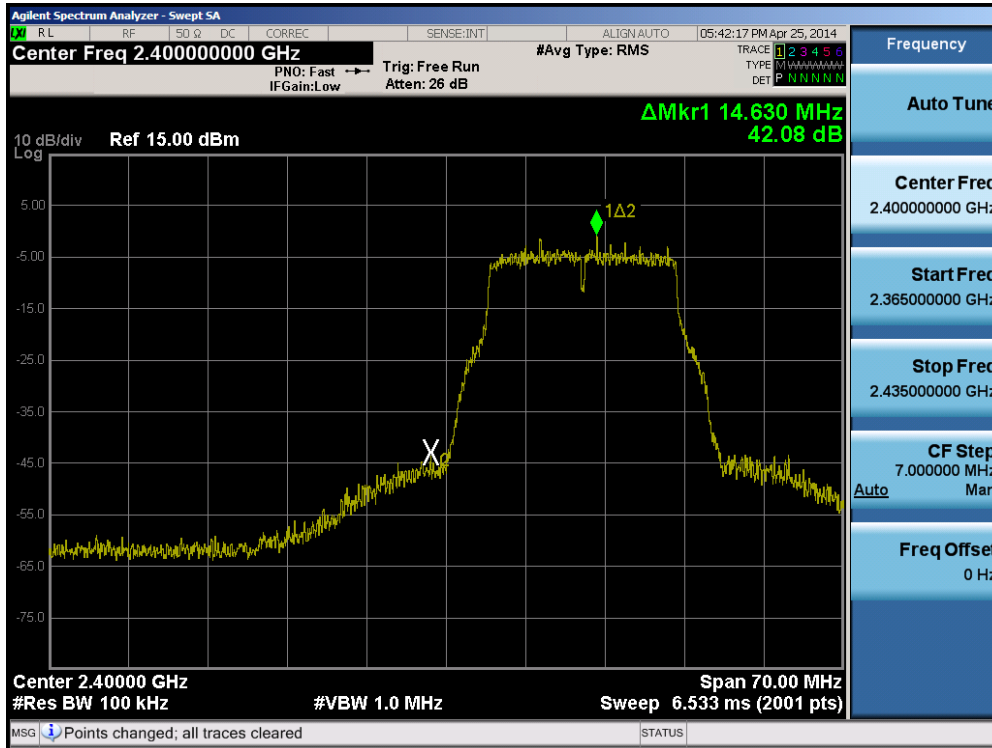 Agilent Spectrum Analyzer - Swept SA
LXI RL RF 50 Ω DC CORREC SENSE:INT ALIGN AUTO 05:42:17 PM Apr 25, 2014
Center Freq 2.400000000 GHz
#Avg Type: RMS
TRACE 1 2 3 4 5 6
PNO: Fast
Trig: Free Run
TYPE M
IFGain:Low
Atten: 26 dB
DET P N N N N N
ΔMkr1 14.630 MHz
42.08 dB
10 dB/div Ref 15.00 dBm
Log
1Δ2
5.00
-5.00
-15.0
-25.0
-35.0
-45.0
X
-55.0
-65.0
-75.0
Center 2.40000 GHz
Span 70.00 MHz
#Res BW 100 kHz
#VBW 1.0 MHz
Sweep 6.533 ms (2001 pts)
MSG Points changed; all traces cleared
STATUS
Frequency
Auto Tune
Center Freq
2.400000000 GHz
Start Freq
2.365000000 GHz
Stop Freq
2.435000000 GHz
CF Step
7.000000 MHz
Auto Man
Freq Offset
0 Hz